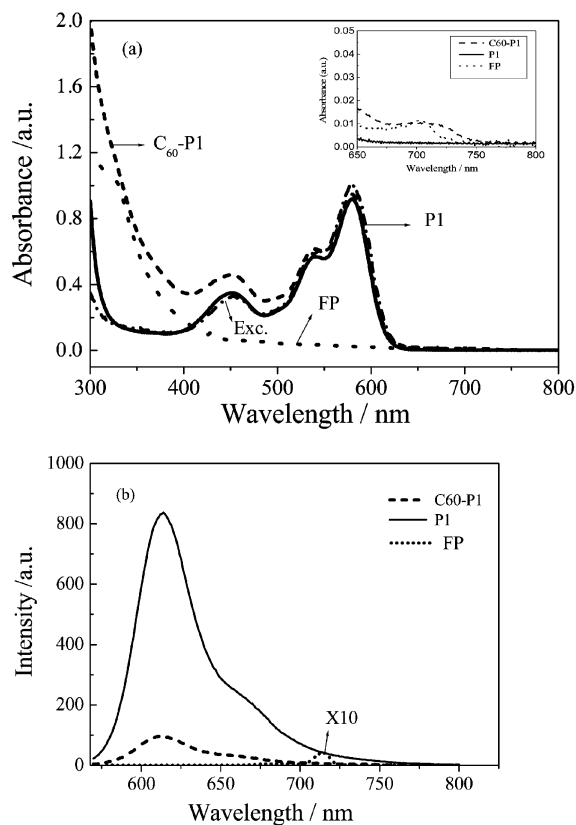 (a)
2.0
1.6
1.2
0.8
0.4
0.0
Absorbance /a.u.
C₆₀-P1
P1
FP
Exc.
300 400 500 600 700 800
Wavelength / nm
0.05
0.04
0.03
0.02
0.01
0.00
Absorbance (a.u)
C60-P1
P1
FP
650 700 750 800
Wavelength / nm
(b)
1000
800
600
400
200
0
Intensity /a.u.
C60-P1
P1
FP
X10
600 650 700 750 800
Wavelength / nm